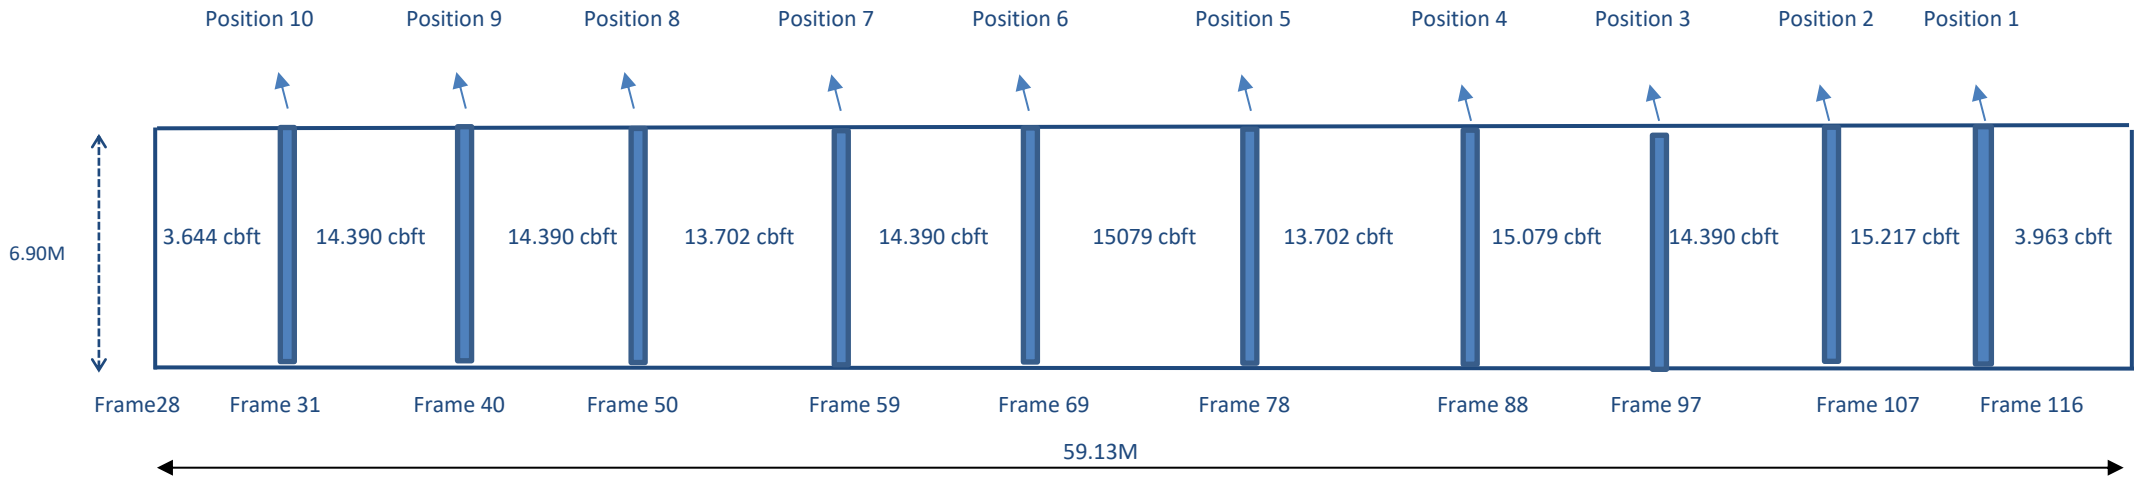 Position 10 Position 9 Position 8 Position 7 Position 6 Position 5 Position 4 Position 3 Position 2 Position 1
3.644 cbft 14.390 cbft 14.390 cbft 13.702 cbft 14.390 cbft 15079 cbft 13.702 cbft 15.079 cbft 14.390 cbft 15.217 cbft 3.963 cbft
6.90M
Frame28 Frame 31 Frame 40 Frame 50 Frame 59 Frame 69 Frame 78 Frame 88 Frame 97 Frame 107 Frame 116
59.13M